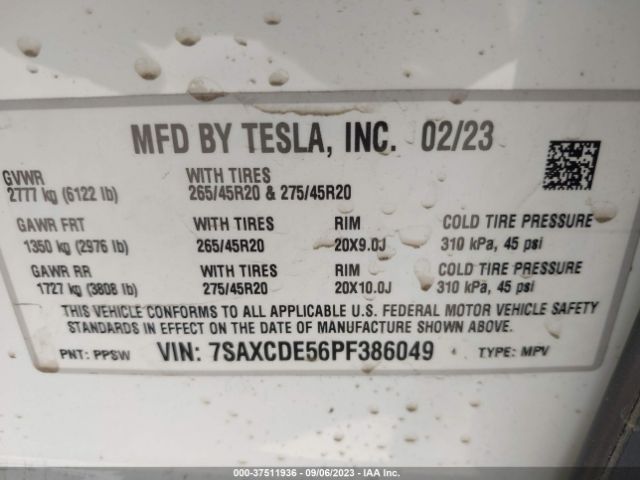 MFD BY TESLA, INC. 02/23
GVWR WITH TIRES
2777 kg (6122 lb) 265/45R20 & 275/45R20
GAWR FRT WITH TIRES RIM COLD TIRE PRESSURE
1350 kg (2976 lb) 265/45R20 20X9.0J 310 kPa, 45 psi
GAWR RR WITH TIRES RIM COLD TIRE PRESSURE
1727 kg (3808 lb) 275/45R20 20X10.0J 310 kPa, 45 psi
THIS VEHICLE CONFORMS TO ALL APPLICABLE U.S. FEDERAL MOTOR VEHICLE SAFETY
STANDARDS IN EFFECT ON THE DATE OF MANUFACTURE SHOWN ABOVE.
PNT: PPSW VIN: 7SAXCDE56PF386049 TYPE: MPV
000-37511936 - 09/06/2023 - IAA Inc.